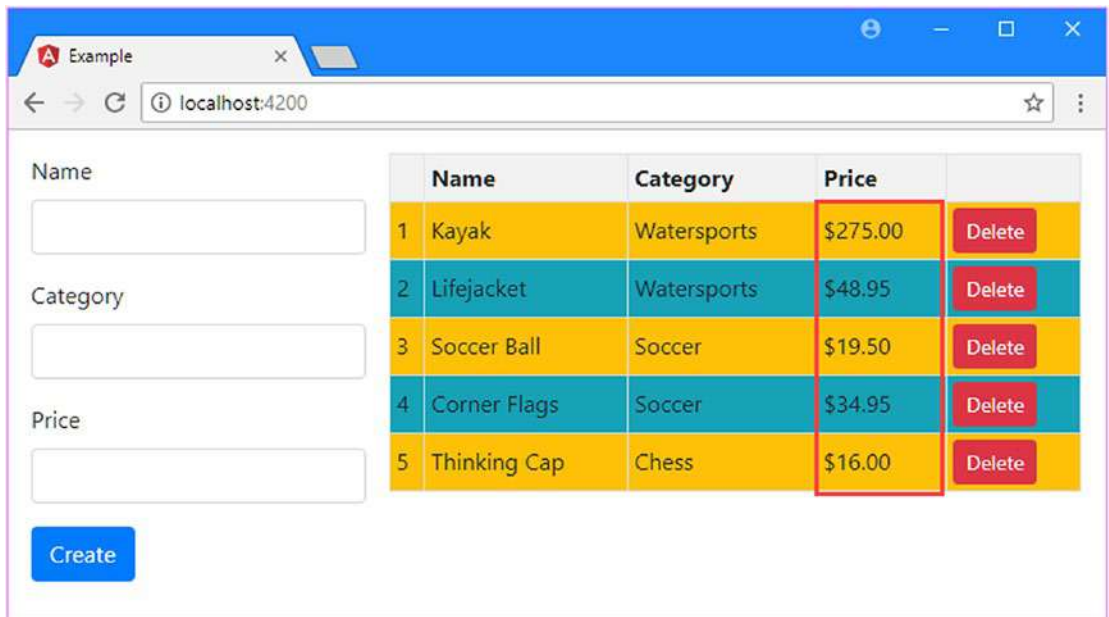 Example
localhost:4200
Name
Category
Price
Create
Name Category Price
1 Kayak Watersports $275.00 Delete
2 Lifejacket Watersports $48.95 Delete
3 Soccer Ball Soccer $19.50 Delete
4 Corner Flags Soccer $34.95 Delete
5 Thinking Cap Chess $16.00 Delete